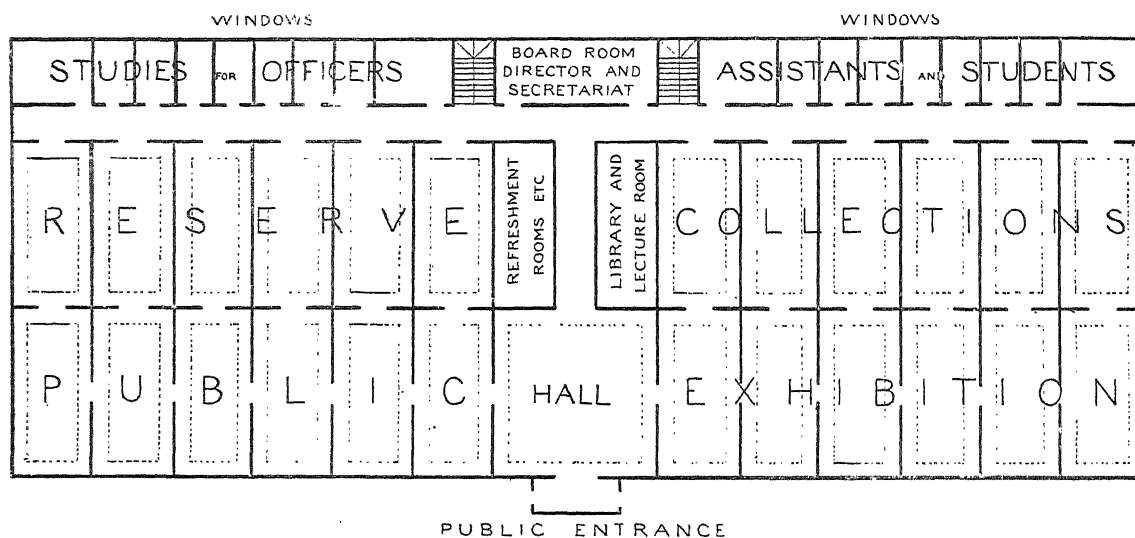 WINDOWS WINDOWS
STUDIES FOR OFFICERS
BOARD ROOM
DIRECTOR AND
SECRETARIAT
ASSISTANTS AND STUDENTS
RESERVE
REFRESHMENT
ROOMS ETC
LIBRARY AND
LECTURE ROOM
COLLECTIONS
PUBLIC
HALL
EXHIBITION
PUBLIC ENTRANCE